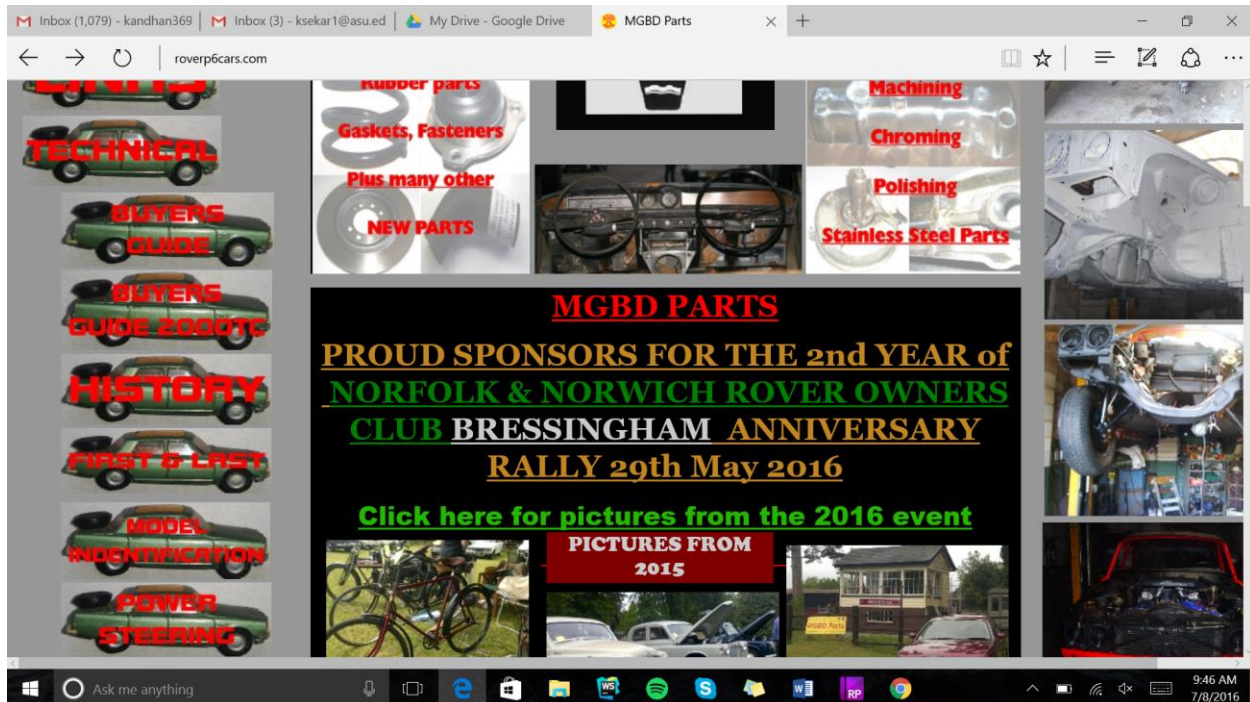 Inbox (1,079) - kandhan369
Inbox (3) - ksekar1@asu.ed
My Drive - Google Drive
MGBD Parts
roverp6cars.com
TECHNICAL
BUYERS
GUIDE
BUYERS
GUIDE 2000TC
HISTORY
FIRST & LAST
MODEL
INDENTIFICATION
POWER
STEERING
Rubber parts
Gaskets, Fasteners
Plus many other
NEW PARTS
Machining
Chroming
Polishing
Stainless Steel Parts
MGBD PARTS
PROUD SPONSORS FOR THE 2nd YEAR of
NORFOLK & NORWICH ROVER OWNERS
CLUB BRESSINGHAM ANNIVERSARY
RALLY 29th May 2016
Click here for pictures from the 2016 event
PICTURES FROM
2015
MGBD Parts
Ask me anything
WS
S
W
RP
9:46 AM
7/8/2016